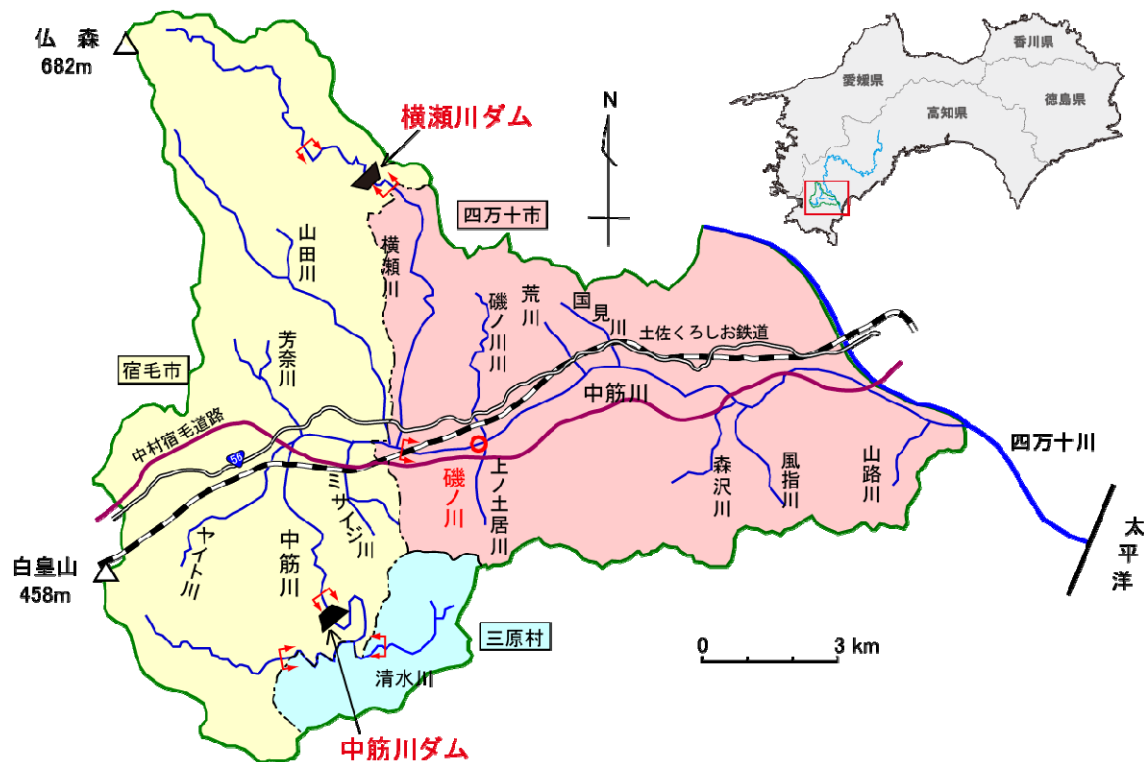 仏 森
682m
横瀬川ダム
N
香川県
愛媛県
徳島県
高知県
四万十市
山田川
横瀬川
磯ノ川川
荒川
国見川
土佐くろしお鉄道
芳奈川
宿毛市
中村宿毛道路
中筋川
56
四万十川
磯ノ川
上ノ土居川
森沢川
風指川
山路川
太平洋
ヤイト川
中筋川
ミサイジ川
白皇山
458m
三原村
0 3 km
清水川
中筋川ダム